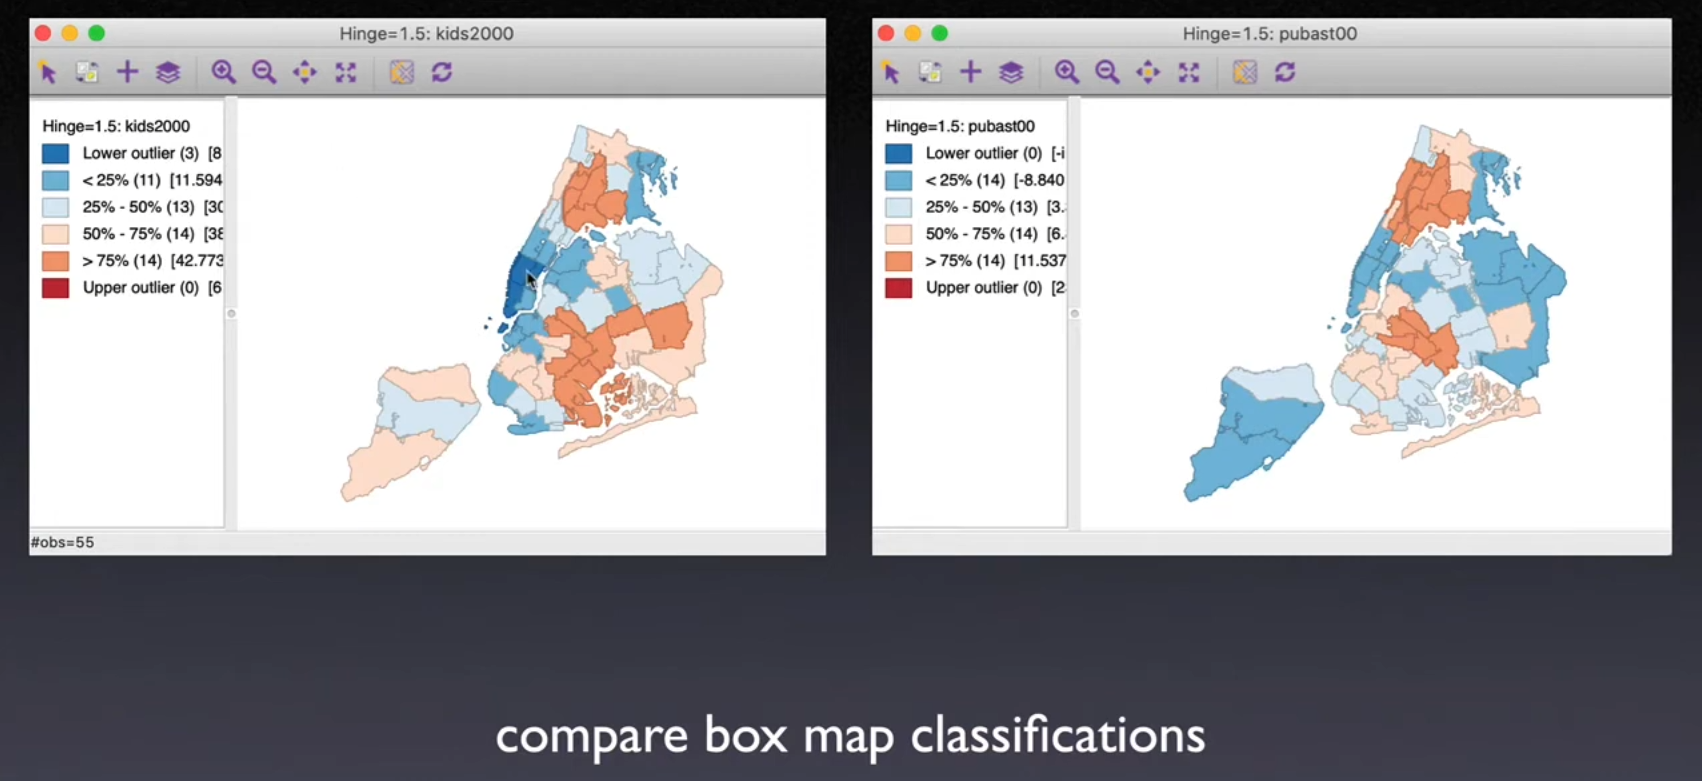 Hinge=1.5: kids2000
Hinge=1.5: kids2000
Lower outlier (3) [8
< 25% (11) [11.594
25% - 50% (13) [30
50% - 75% (14) [38
> 75% (14) [42.773
Upper outlier (0) [6
#obs=55
Hinge=1.5: pubast00
Hinge=1.5: pubast00
Lower outlier (0) [-i
< 25% (14) [-8.840
25% - 50% (13) [3.
50% - 75% (14) [6.
> 75% (14) [11.537
Upper outlier (0) [2
compare box map classifications